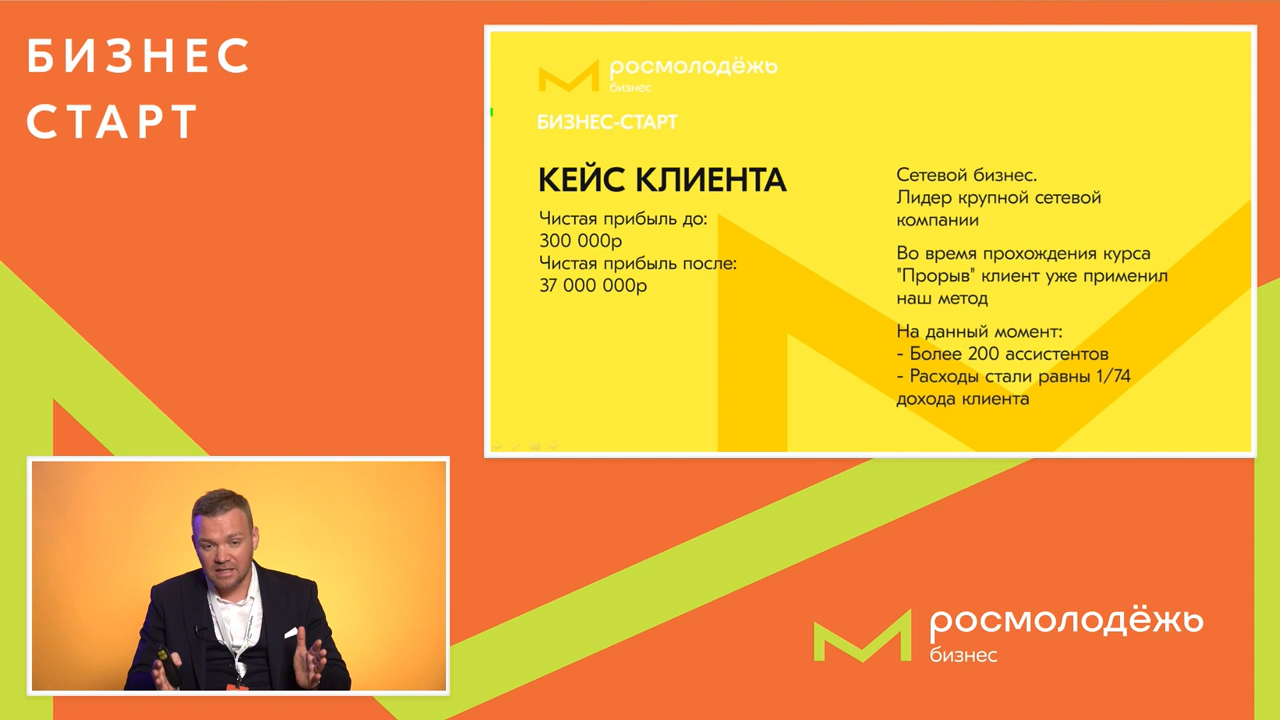 БИЗНЕС
СТАРТ
росмолодёжь
бизнес
БИЗНЕС-СТАРТ
КЕЙС КЛИЕНТА
Чистая прибыль до:
300 000р
Чистая прибыль после:
37 000 000р
Сетевой бизнес.
Лидер крупной сетевой
компании
Во время прохождения курса
"Прорыв" клиент уже применил
наш метод
На данный момент:
- Более 200 ассистентов
- Расходы стали равны 1/74
дохода клиента
росмолодёжь
бизнес